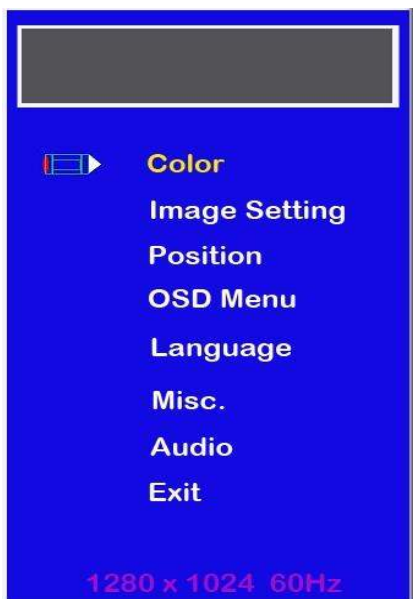 Color
Image Setting
Position
OSD Menu
Language
Misc.
Audio
Exit
1280 x 1024 60Hz